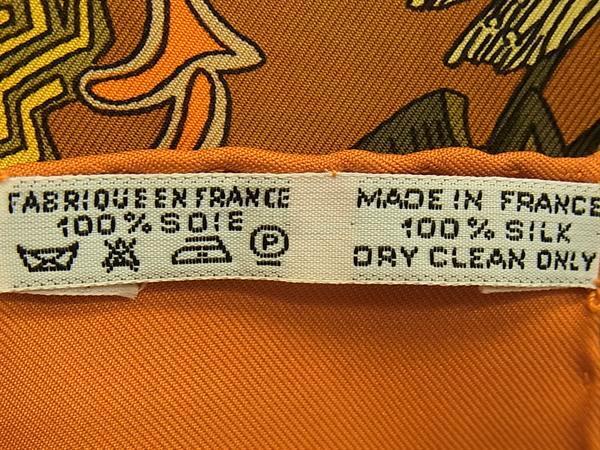 FABRIQUE EN FRANCE
100% SOIE
P
MADE IN FRANCE
100% SILK
DRY CLEAN ONLY